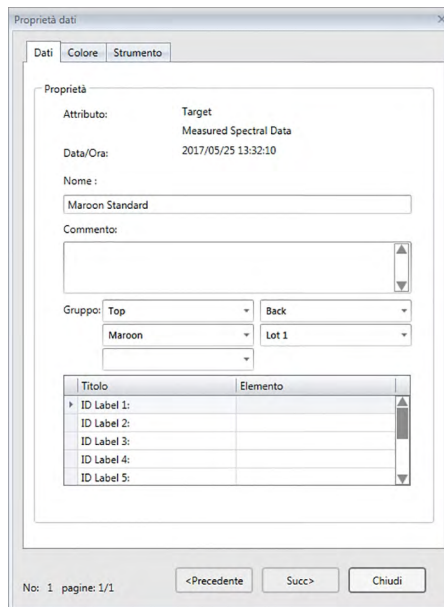 Proprietà dati
Dati Colore Strumento
Proprietà
Attributo: Target
Measured Spectral Data
Data/Ora: 2017/05/25 13:32:10
Nome :
Maroon Standard
Commento:
Gruppo: Top Back
Maroon Lot 1
Titolo Elemento
ID Label 1:
ID Label 2:
ID Label 3:
ID Label 4:
ID Label 5:
No: 1 pagine: 1/1 <Precedente Succ> Chiudi